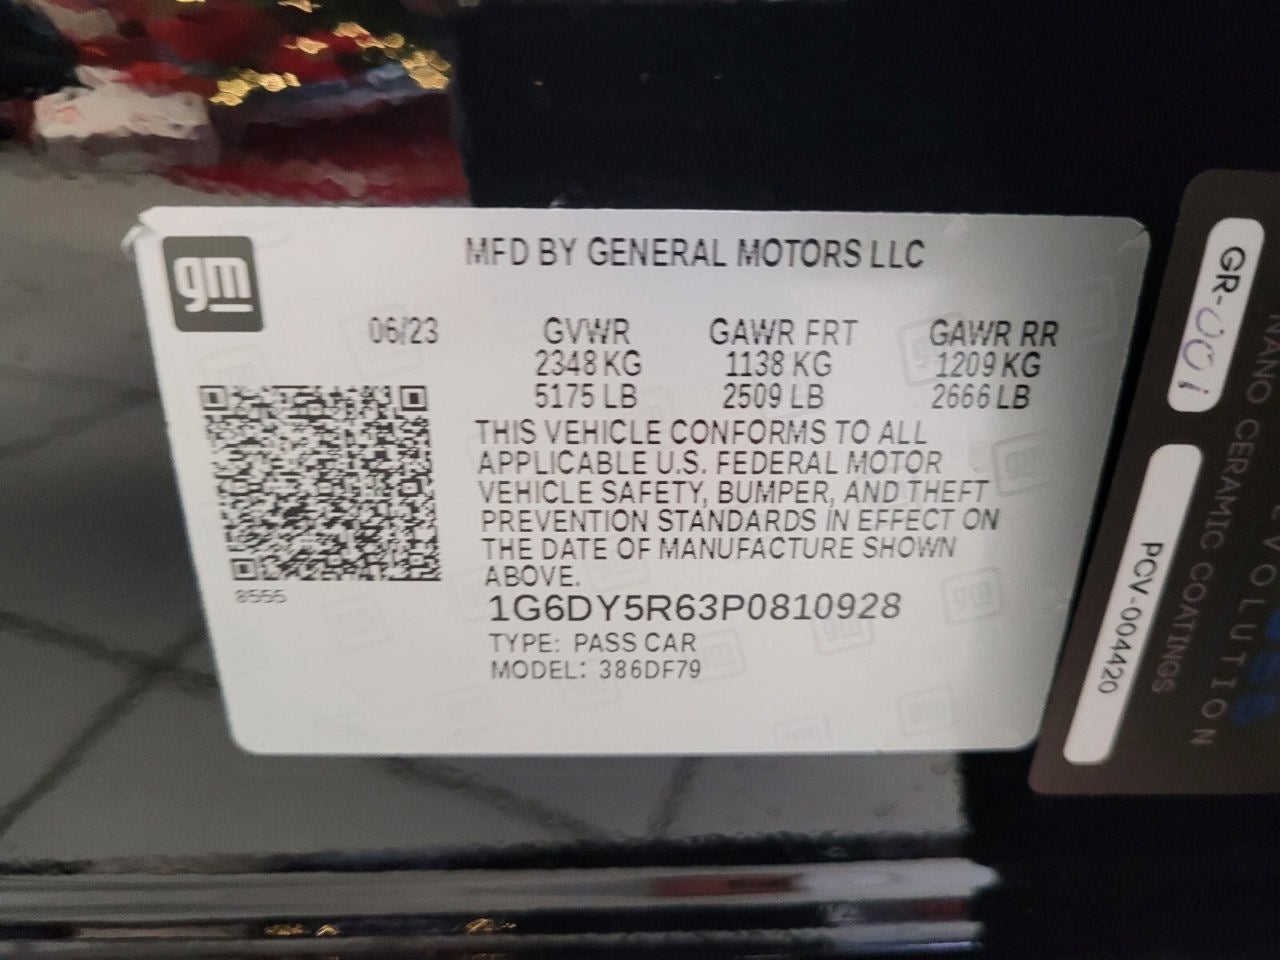 gm
MFD BY GENERAL MOTORS LLC
06/23 GVWR GAWR FRT GAWR RR
2348 KG 1138 KG 1209 KG
5175 LB 2509 LB 2666 LB
THIS VEHICLE CONFORMS TO ALL
APPLICABLE U.S. FEDERAL MOTOR
VEHICLE SAFETY, BUMPER, AND THEFT
PREVENTION STANDARDS IN EFFECT ON
THE DATE OF MANUFACTURE SHOWN
ABOVE.
8555
1G6DY5R63P0810928
TYPE: PASS CAR
MODEL: 386DF79
GR-001
PCV-004420
NANO CERAMIC COATINGS